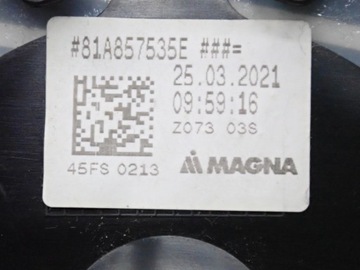 #81A857535E ###=
25.03.2021
09:59:16
Z073 03S
45FS 0213
MAGNA